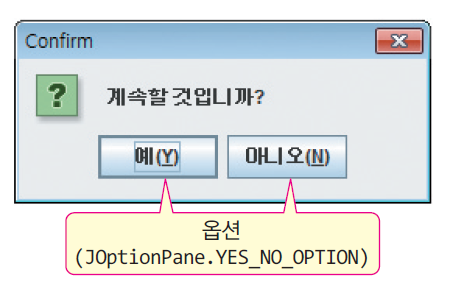 Confirm
?
계속할 것입니까?
예(Y) 아니오(N)
옵션
(JOptionPane.YES_NO_OPTION)